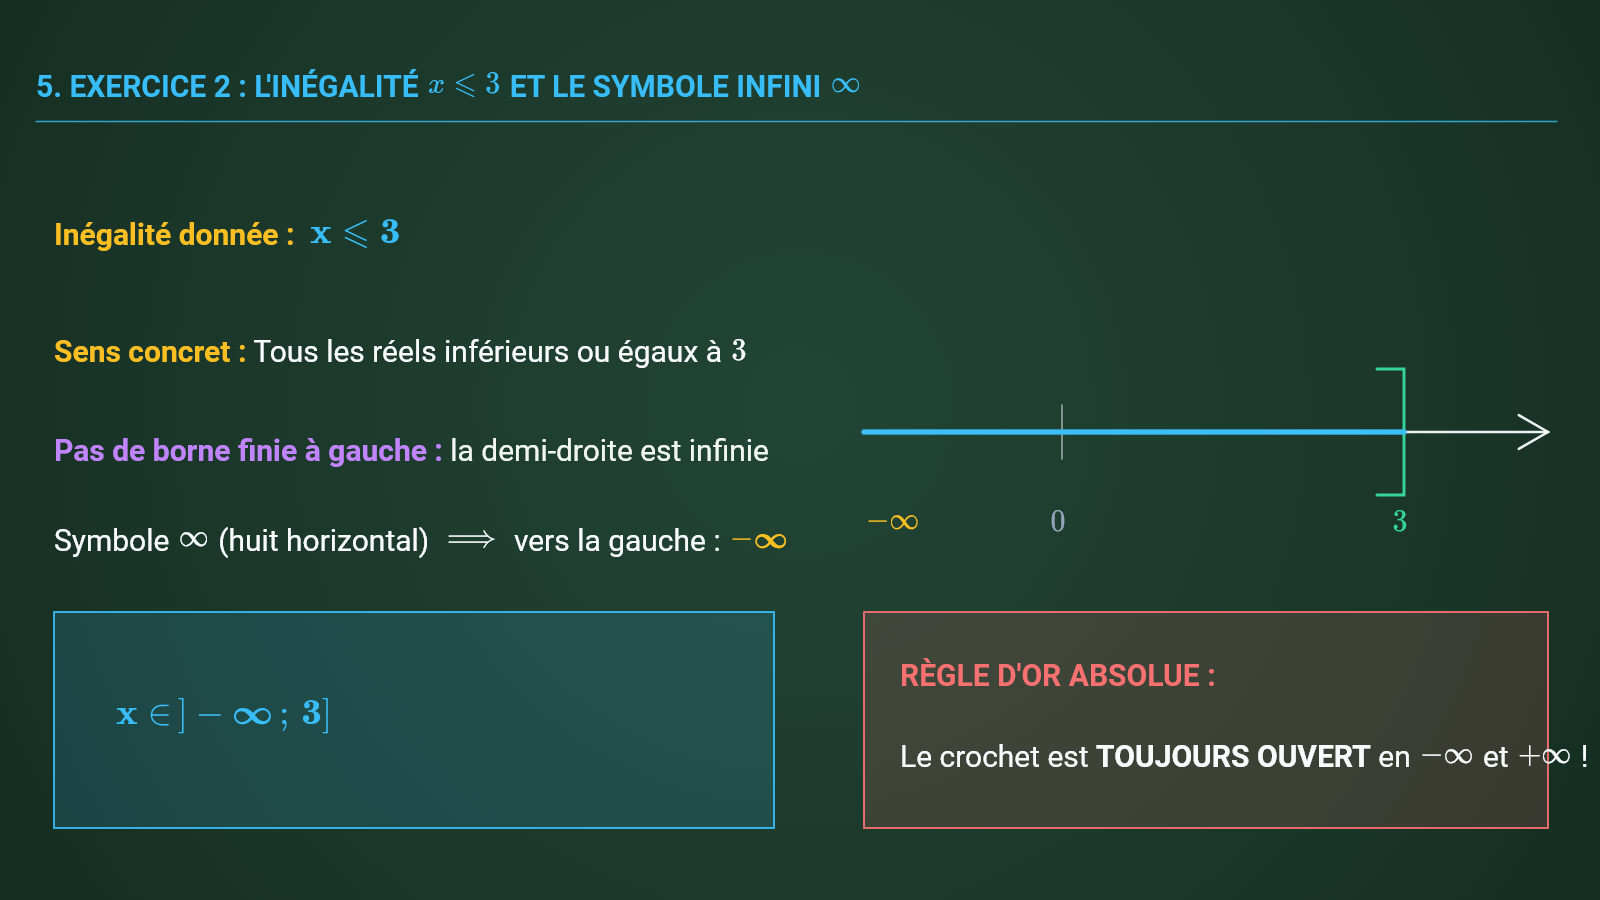 5. EXERCICE 2 : L'INÉGALITÉ x ⩽ 3 ET LE SYMBOLE INFINI ∞
Inégalité donnée : x ⩽ 3
Sens concret : Tous les réels inférieurs ou égaux à 3
Pas de borne finie à gauche : la demi-droite est infinie
Symbole ∞ (huit horizontal) ⟹ vers la gauche : −∞
−∞ 0 3
x ∈ ] − ∞ ; 3]
RÈGLE D'OR ABSOLUE :
Le crochet est TOUJOURS OUVERT en −∞ et +∞ !